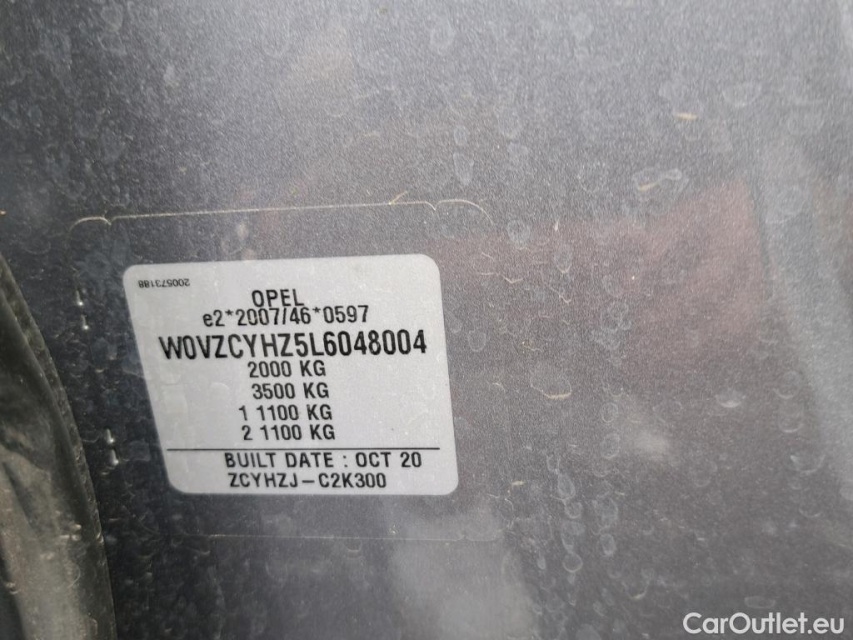 200573188
OPEL
e2*2007/46*0597
W0VZCYHZ5L6048004
2000 KG
3500 KG
1 1100 KG
2 1100 KG
BUILT DATE : OCT 20
ZCYHZJ-C2K300
CarOutlet.eu